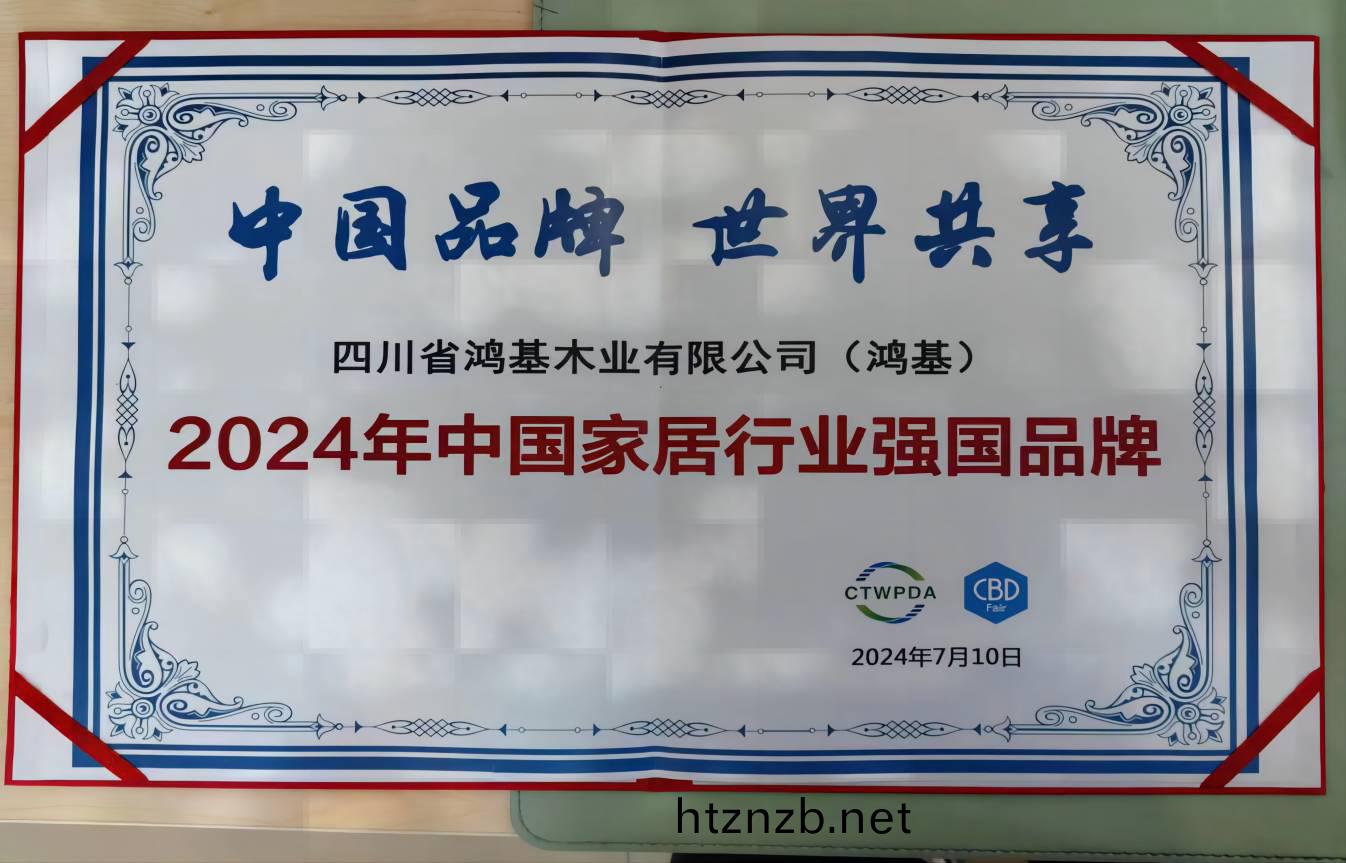 中国品牌 世界共享
四川省鸿基木业有限公司（鸿基）
2024年中国家居行业强国品牌
CTWPDA CBD Fair
2024年7月10日
htznzb.net